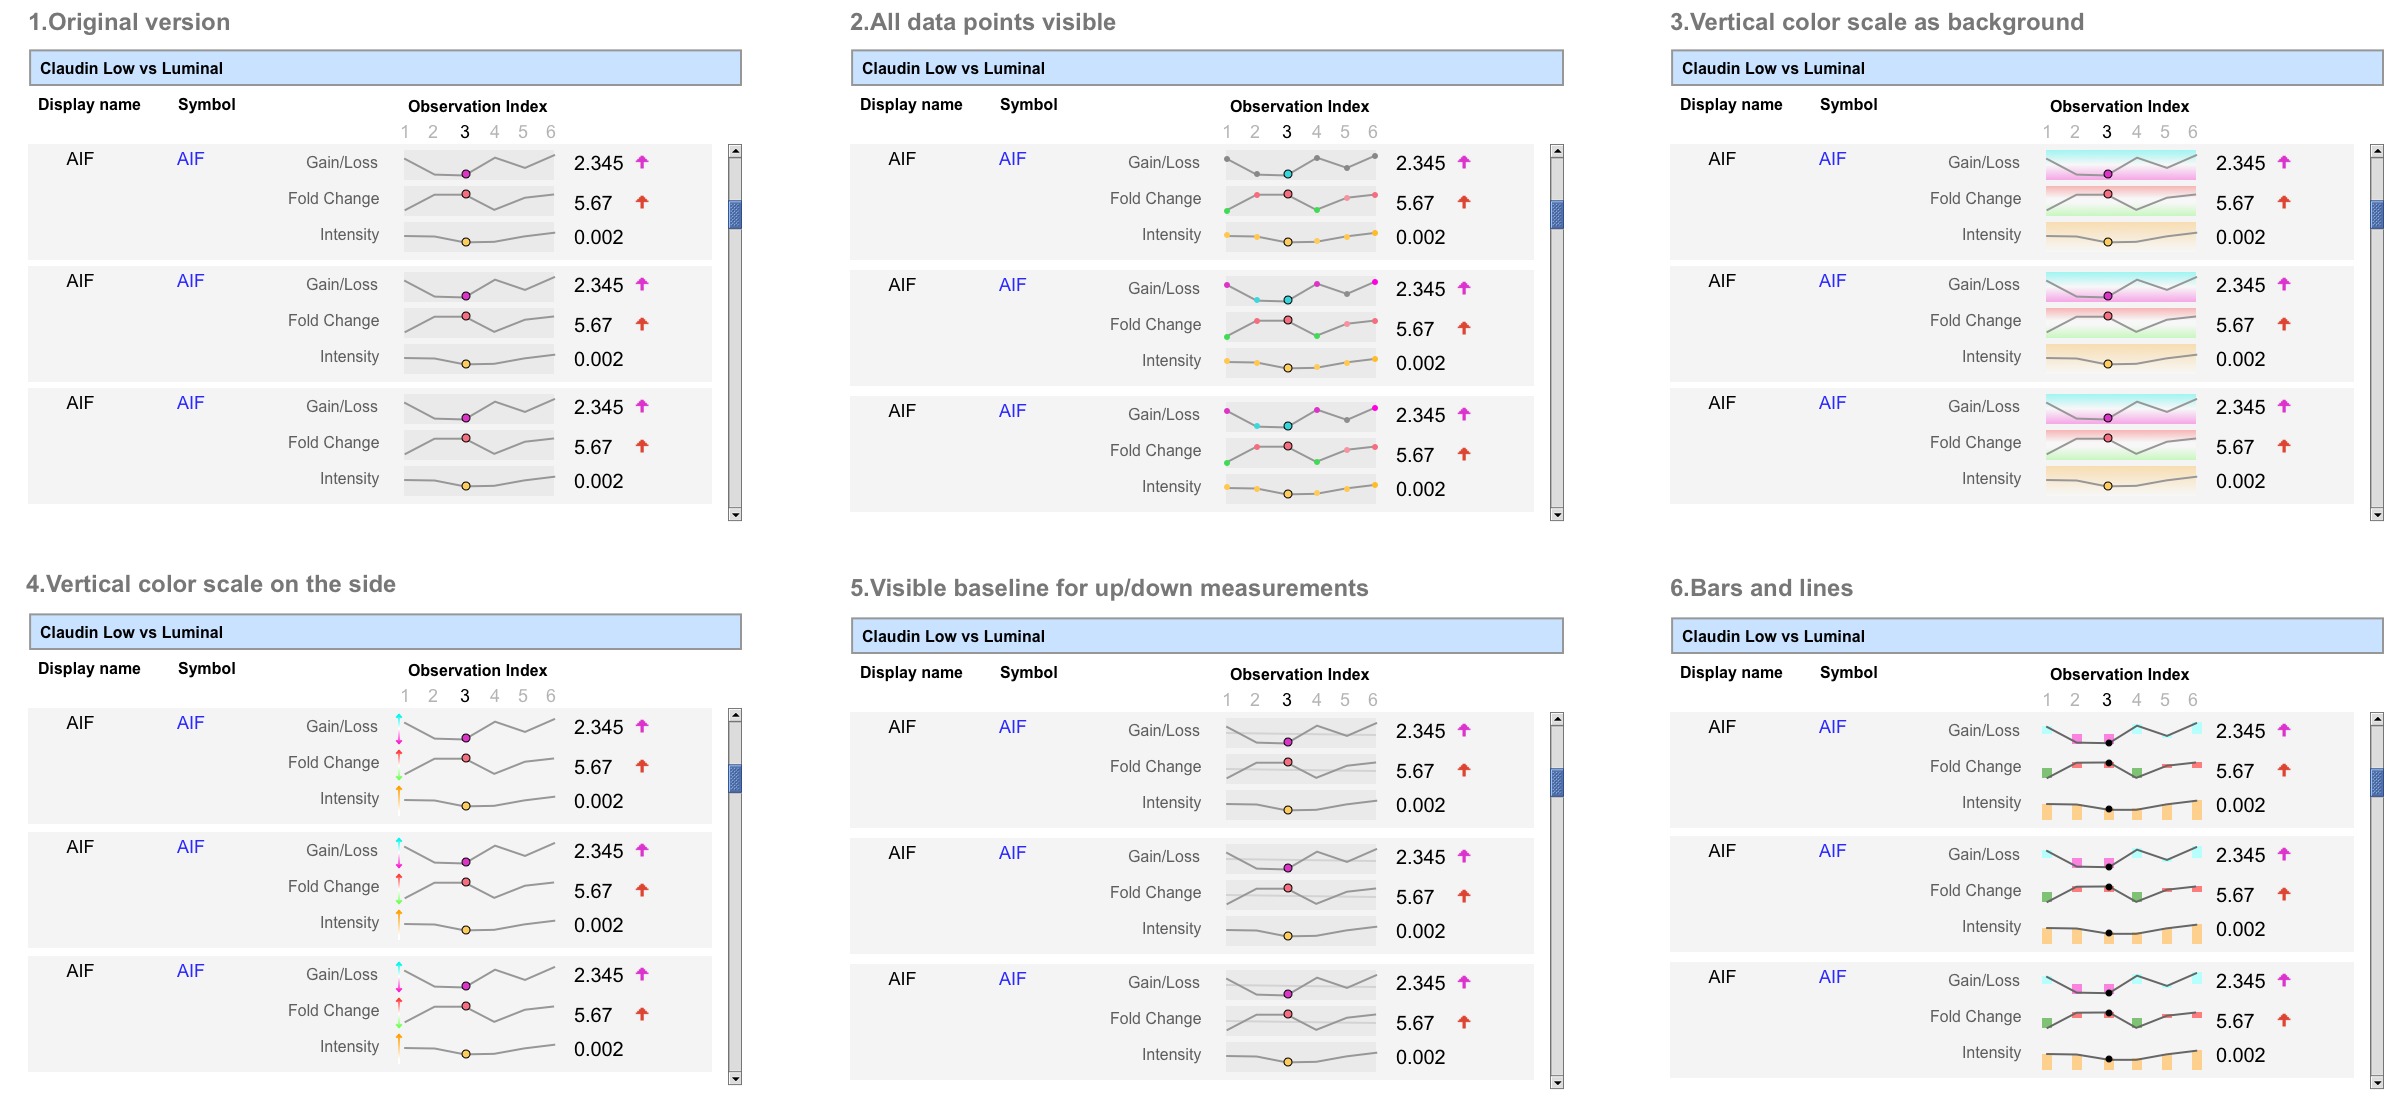 1.Original version
Claudin Low vs Luminal
Display name Symbol Observation Index
1 2 3 4 5 6
AIF AIF Gain/Loss 2.345
Fold Change 5.67
Intensity 0.002
AIF AIF Gain/Loss 2.345
Fold Change 5.67
Intensity 0.002
AIF AIF Gain/Loss 2.345
Fold Change 5.67
Intensity 0.002
2.All data points visible
Claudin Low vs Luminal
Display name Symbol Observation Index
1 2 3 4 5 6
AIF AIF Gain/Loss 2.345
Fold Change 5.67
Intensity 0.002
AIF AIF Gain/Loss 2.345
Fold Change 5.67
Intensity 0.002
AIF AIF Gain/Loss 2.345
Fold Change 5.67
Intensity 0.002
3.Vertical color scale as background
Claudin Low vs Luminal
Display name Symbol Observation Index
1 2 3 4 5 6
AIF AIF Gain/Loss 2.345
Fold Change 5.67
Intensity 0.002
AIF AIF Gain/Loss 2.345
Fold Change 5.67
Intensity 0.002
AIF AIF Gain/Loss 2.345
Fold Change 5.67
Intensity 0.002
4.Vertical color scale on the side
Claudin Low vs Luminal
Display name Symbol Observation Index
1 2 3 4 5 6
AIF AIF Gain/Loss 2.345
Fold Change 5.67
Intensity 0.002
AIF AIF Gain/Loss 2.345
Fold Change 5.67
Intensity 0.002
AIF AIF Gain/Loss 2.345
Fold Change 5.67
Intensity 0.002
5.Visible baseline for up/down measurements
Claudin Low vs Luminal
Display name Symbol Observation Index
1 2 3 4 5 6
AIF AIF Gain/Loss 2.345
Fold Change 5.67
Intensity 0.002
AIF AIF Gain/Loss 2.345
Fold Change 5.67
Intensity 0.002
AIF AIF Gain/Loss 2.345
Fold Change 5.67
Intensity 0.002
6.Bars and lines
Claudin Low vs Luminal
Display name Symbol Observation Index
1 2 3 4 5 6
AIF AIF Gain/Loss 2.345
Fold Change 5.67
Intensity 0.002
AIF AIF Gain/Loss 2.345
Fold Change 5.67
Intensity 0.002
AIF AIF Gain/Loss 2.345
Fold Change 5.67
Intensity 0.002